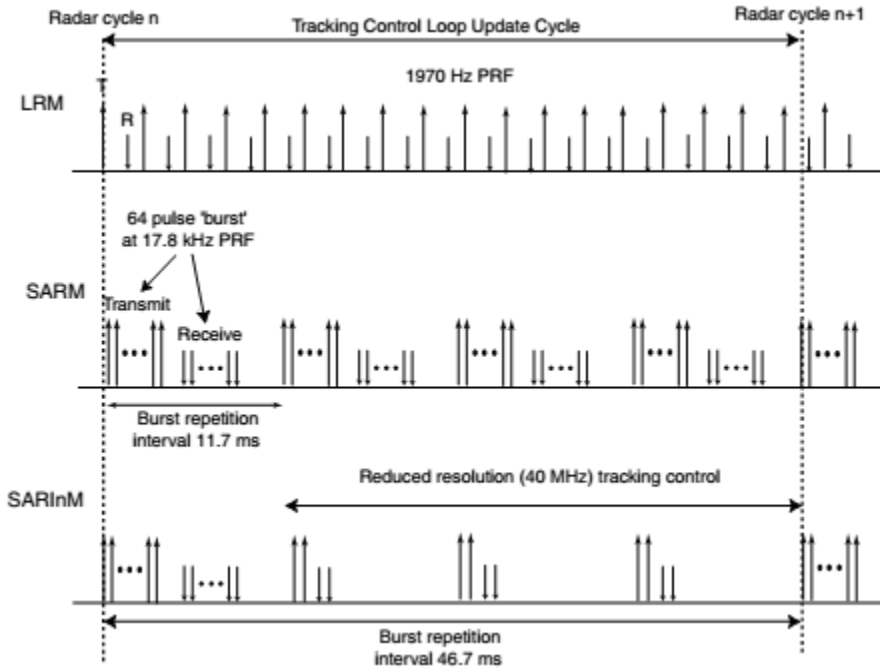 Radar cycle n
Tracking Control Loop Update Cycle
Radar cycle n+1
T
1970 Hz PRF
LRM
R
64 pulse 'burst'
at 17.8 kHz PRF
SARM
Transmit
Receive
Burst repetition
interval 11.7 ms
Reduced resolution (40 MHz) tracking control
SARInM
Burst repetition
interval 46.7 ms